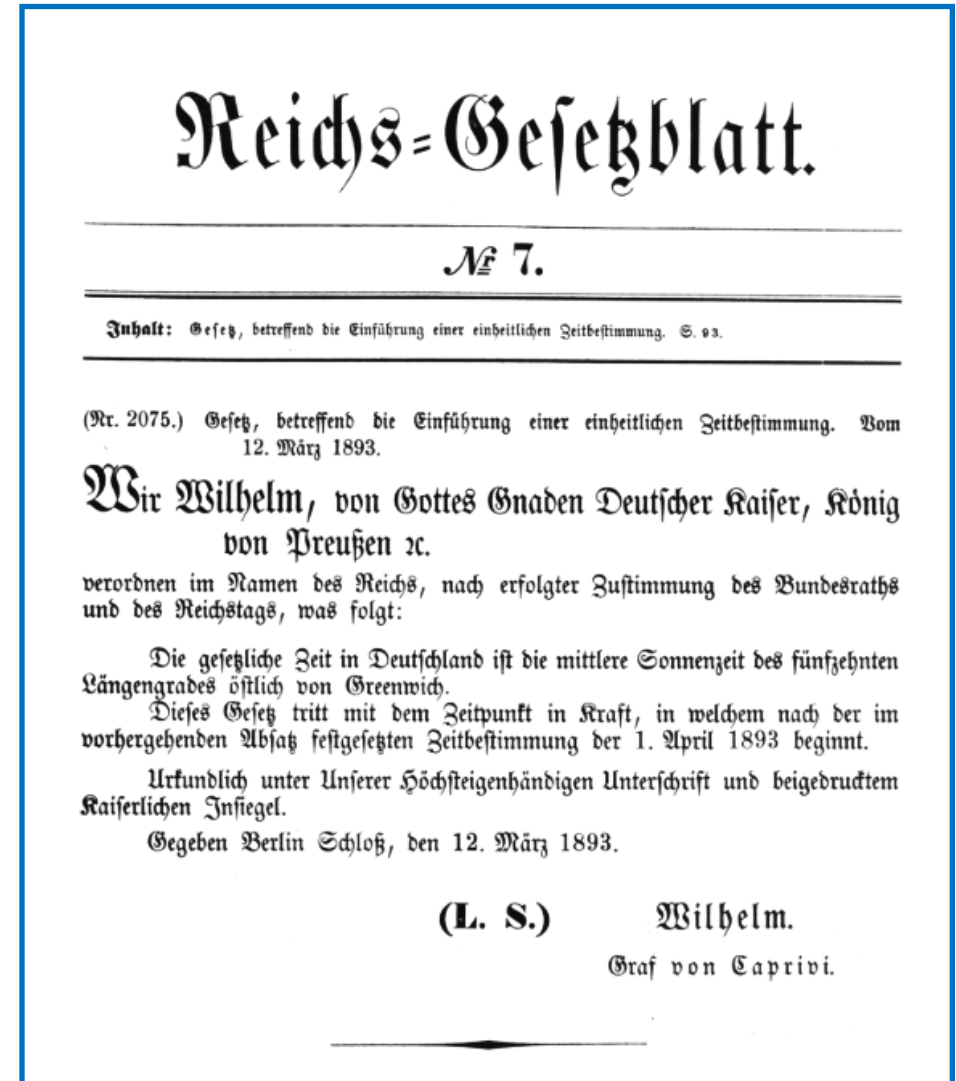 Reichs-Gesetzblatt.
Nr 7.
Inhalt: Gesetz, betreffend die Einführung einer einheitlichen Zeitbestimmung. S. 93.
(Nr. 2075.) Gesetz, betreffend die Einführung einer einheitlichen Zeitbestimmung. Vom
12. März 1893.
Wir Wilhelm, von Gottes Gnaden Deutscher Kaiser, König
von Preußen ꝛc.
verordnen im Namen des Reichs, nach erfolgter Zustimmung des Bundesraths
und des Reichstags, was folgt:
Die gesetzliche Zeit in Deutschland ist die mittlere Sonnenzeit des fünfzehnten
Längengrades östlich von Greenwich.
Dieses Gesetz tritt mit dem Zeitpunkt in Kraft, in welchem nach der im
vorhergehenden Absatz festgesetzten Zeitbestimmung der 1. April 1893 beginnt.
Urkundlich unter Unserer Höchsteigenhändigen Unterschrift und beigedrucktem
Kaiserlichen Insiegel.
Gegeben Berlin Schloß, den 12. März 1893.
(L. S.) Wilhelm.
Graf von Caprivi.